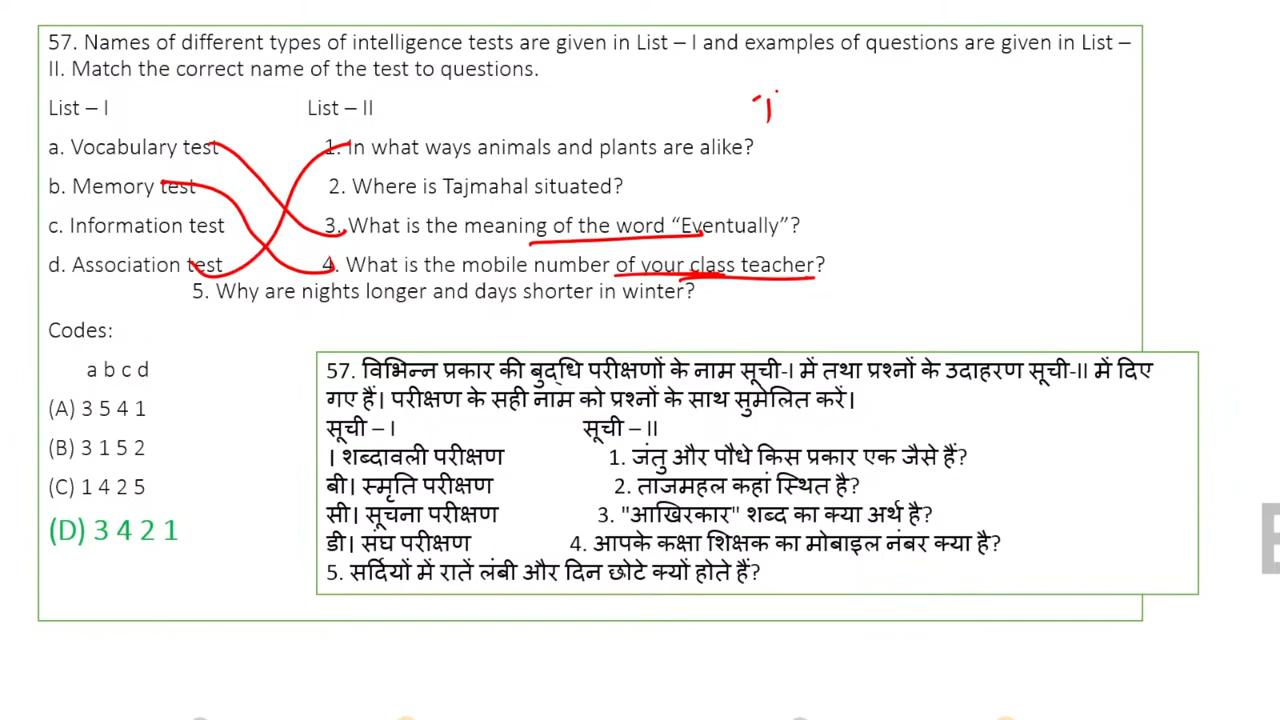 57. Names of different types of intelligence tests are given in List – I and examples of questions are given in List –
II. Match the correct name of the test to questions.
List – I List – II
a. Vocabulary test 1. In what ways animals and plants are alike?
b. Memory test 2. Where is Tajmahal situated?
c. Information test 3. What is the meaning of the word “Eventually”?
d. Association test 4. What is the mobile number of your class teacher?
5. Why are nights longer and days shorter in winter?
Codes:
a b c d
(A) 3 5 4 1
(B) 3 1 5 2
(C) 1 4 2 5
(D) 3 4 2 1
57. विभिन्न प्रकार की बुद्धि परीक्षणों के नाम सूची-I में तथा प्रश्नों के उदाहरण सूची-II में दिए
गए हैं। परीक्षण के सही नाम को प्रश्नों के साथ सुमेलित करें।
सूची – I सूची – II
। शब्दावली परीक्षण 1. जंतु और पौधे किस प्रकार एक जैसे हैं?
बी। स्मृति परीक्षण 2. ताजमहल कहां स्थित है?
सी। सूचना परीक्षण 3. "आखिरकार" शब्द का क्या अर्थ है?
डी। संघ परीक्षण 4. आपके कक्षा शिक्षक का मोबाइल नंबर क्या है?
5. सर्दियों में रातें लंबी और दिन छोटे क्यों होते हैं?